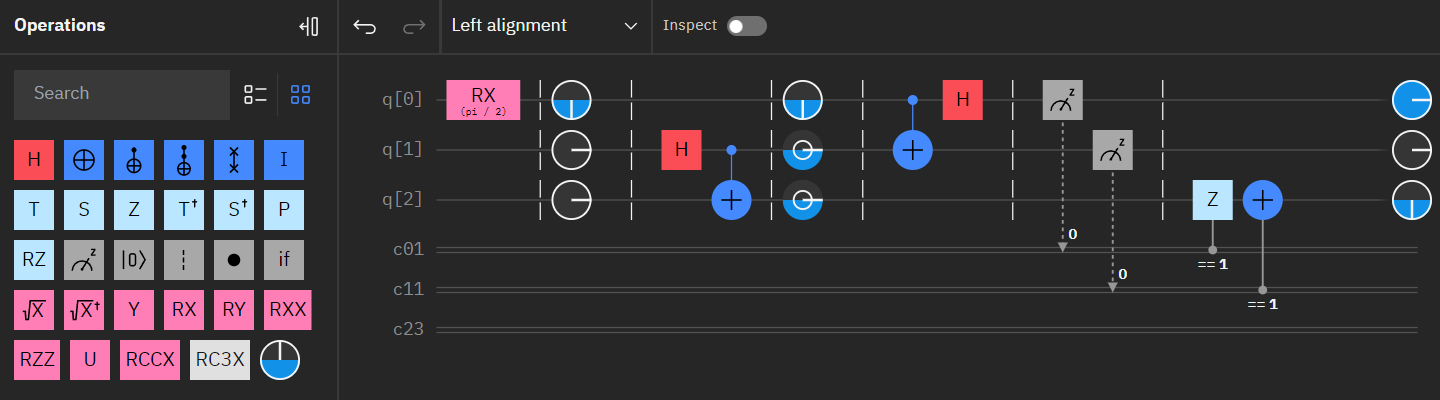 Operations
Left alignment
Inspect
Search
H
I
T S Z T† S† P
RZ z |0⟩ if
√X √X† Y RX RY RXX
RZZ U RCCX RC3X
q[0] RX H z
(pi / 2)
q[1] H z
q[2] Z
c01 0
== 1
c11 0
== 1
c23